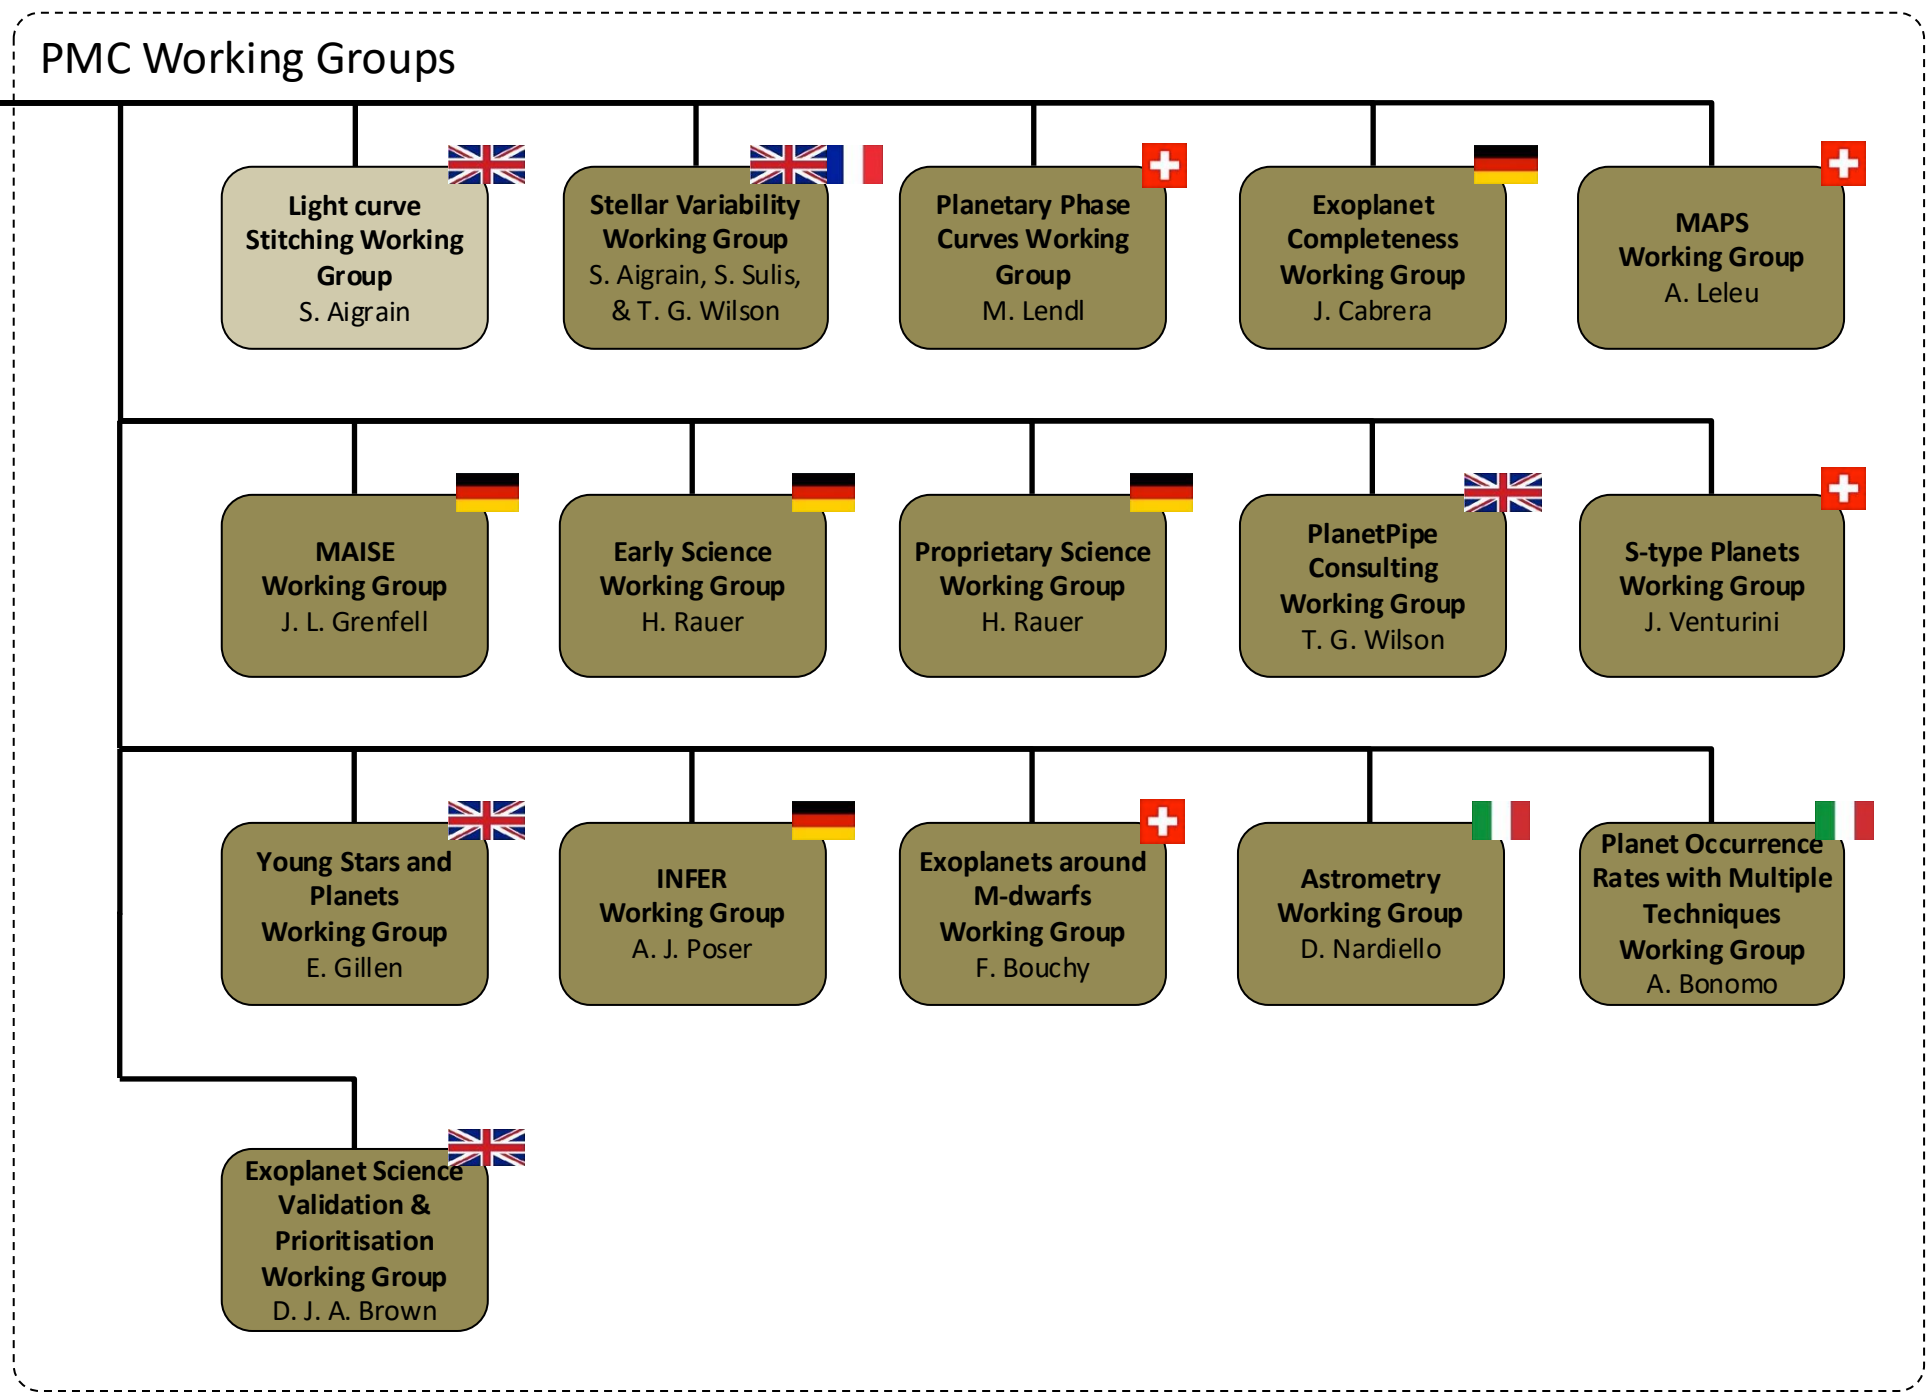 PMC Working Groups
Light curve
Stitching Working
Group
S. Aigrain
Stellar Variability
Working Group
S. Aigrain, S. Sulis,
& T. G. Wilson
Planetary Phase
Curves Working
Group
M. Lendl
Exoplanet
Completeness
Working Group
J. Cabrera
MAPS
Working Group
A. Leleu
MAISE
Working Group
J. L. Grenfell
Early Science
Working Group
H. Rauer
Proprietary Science
Working Group
H. Rauer
PlanetPipe
Consulting
Working Group
T. G. Wilson
S-type Planets
Working Group
J. Venturini
Young Stars and
Planets
Working Group
E. Gillen
INFER
Working Group
A. J. Poser
Exoplanets around
M-dwarfs
Working Group
F. Bouchy
Astrometry
Working Group
D. Nardiello
Planet Occurrence
Rates with Multiple
Techniques
Working Group
A. Bonomo
Exoplanet Science
Validation &
Prioritisation
Working Group
D. J. A. Brown